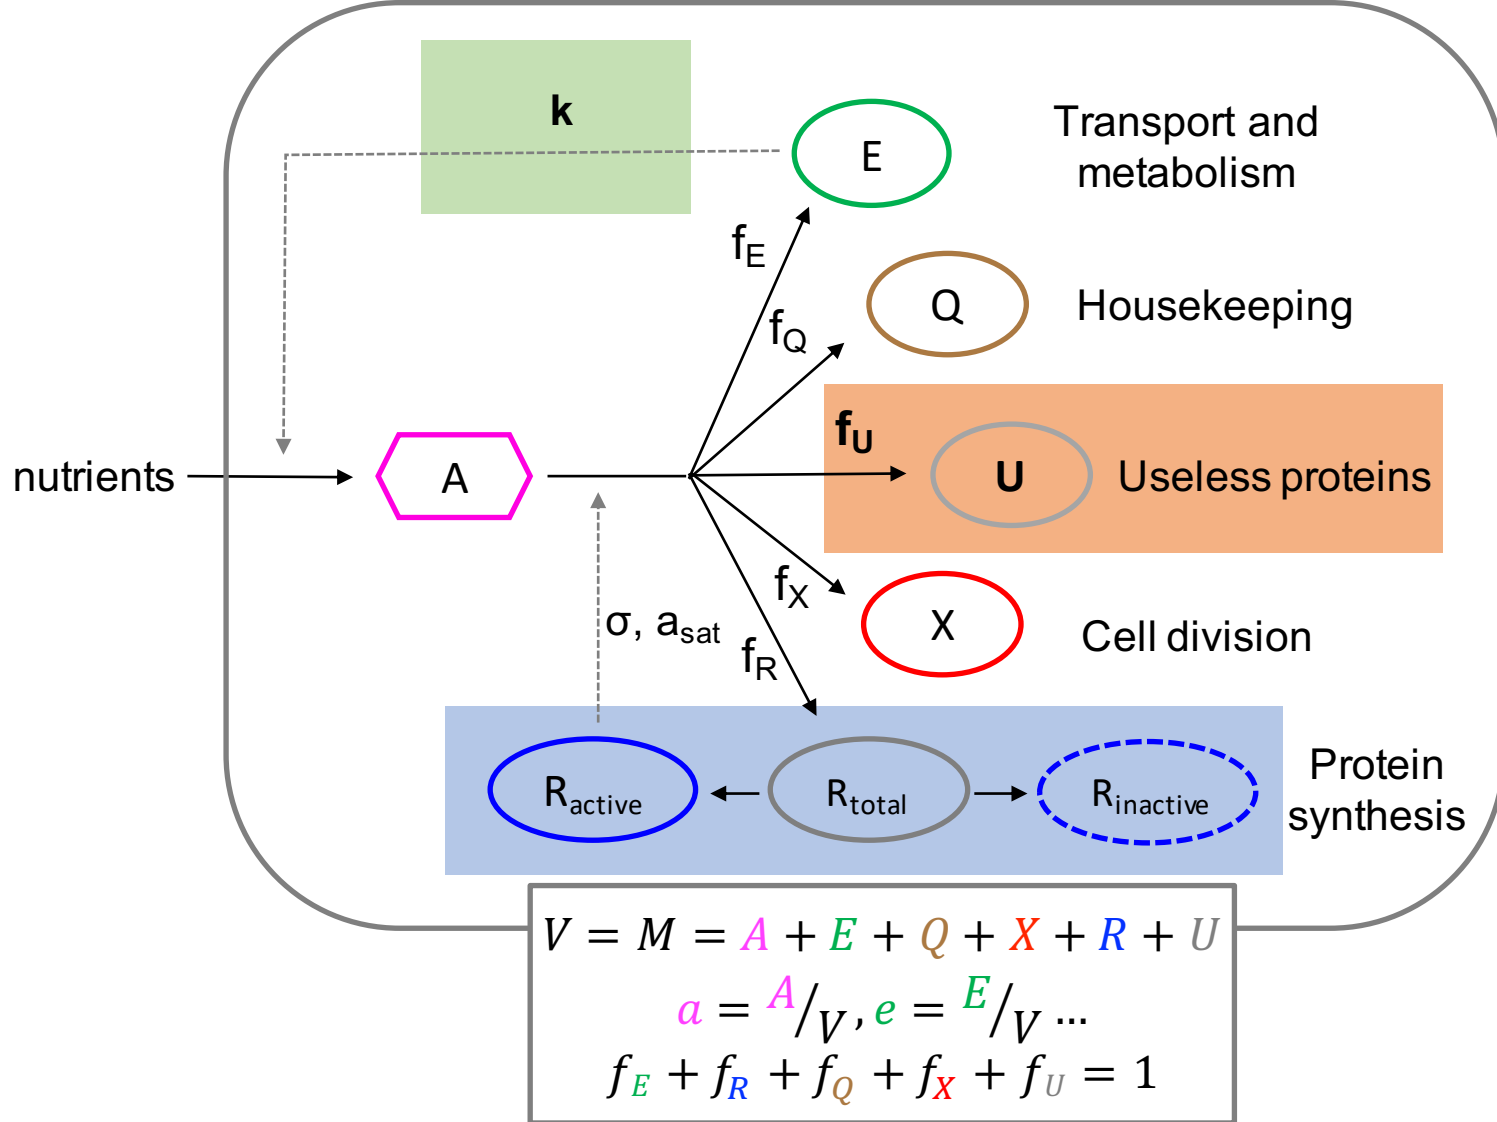 k
E
Transport and
metabolism
f_E
Q
Housekeeping
f_Q
nutrients
A
f_U
U
Useless proteins
f_X
X
Cell division
σ, a_sat
f_R
R_active
R_total
R_inactive
Protein
synthesis
V = M = A + E + Q + X + R + U
a = A/V, e = E/V ...
f_E + f_R + f_Q + f_X + f_U = 1